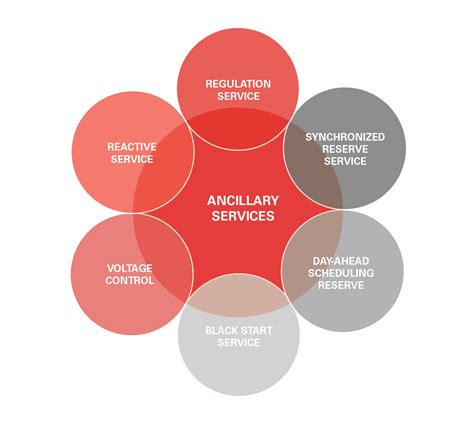 REGULATION
SERVICE
SYNCHRONIZED
RESERVE
SERVICE
REACTIVE
SERVICE
ANCILLARY
SERVICES
DAY-AHEAD
SCHEDULING
RESERVE
VOLTAGE
CONTROL
BLACK START
SERVICE